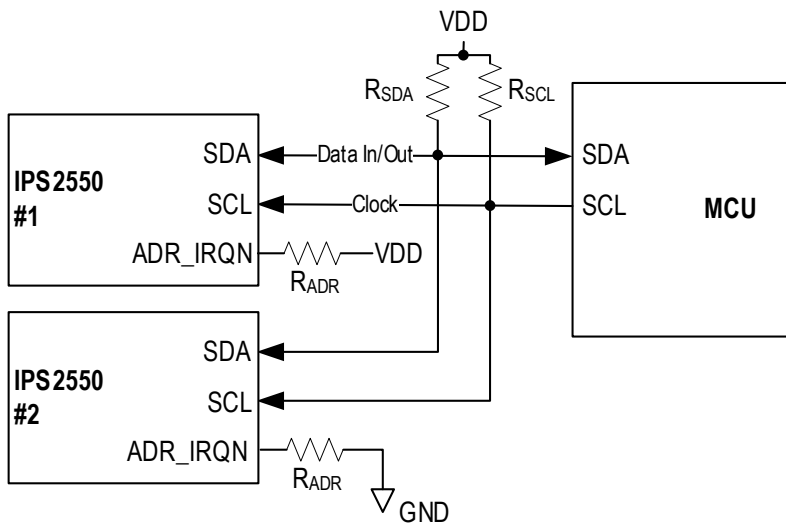 VDD
RSDA
RSCL
IPS2550
#1
SDA
Data In/Out
SDA
SCL
Clock
SCL
MCU
ADR_IRQN
RADR
VDD
IPS2550
#2
SDA
SCL
ADR_IRQN
RADR
GND